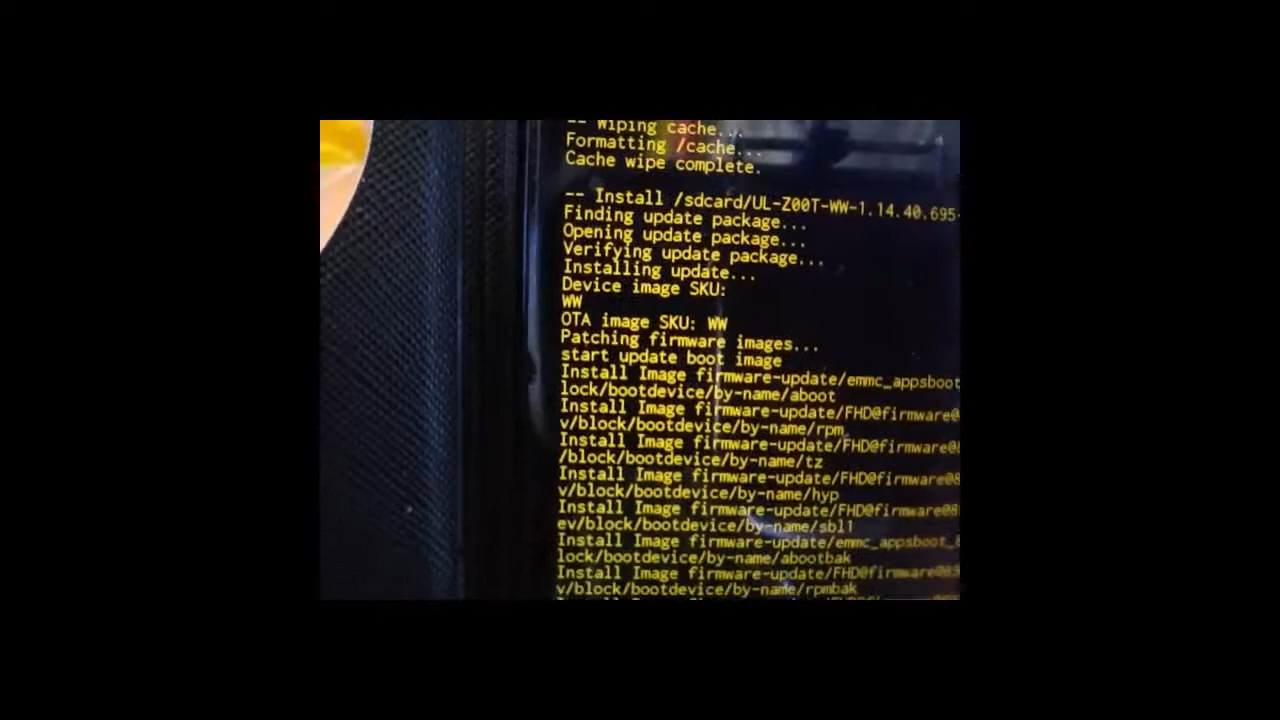 -- Wiping cache...
Formatting /cache...
Cache wipe complete.
-- Install /sdcard/UL-Z00T-WW-1.14.40.695-
Finding update package...
Opening update package...
Verifying update package...
Installing update...
Device image SKU:
WW
OTA image SKU: WW
Patching firmware images...
start update boot image
Install Image firmware-update/emmc_appsboot
lock/bootdevice/by-name/aboot
Install Image firmware-update/FHD@firmware@
v/block/bootdevice/by-name/rpm
Install Image firmware-update/FHD@firmware@8
/block/bootdevice/by-name/tz
Install Image firmware-update/FHD@firmware@8
v/block/bootdevice/by-name/hyp
Install Image firmware-update/FHD@firmware@8
ev/block/bootdevice/by-name/sbl1
Install Image firmware-update/emmc_appsboot_8
lock/bootdevice/by-name/abootbak
Install Image firmware-update/FHD@firmware@89
v/block/bootdevice/by-name/rpmbak